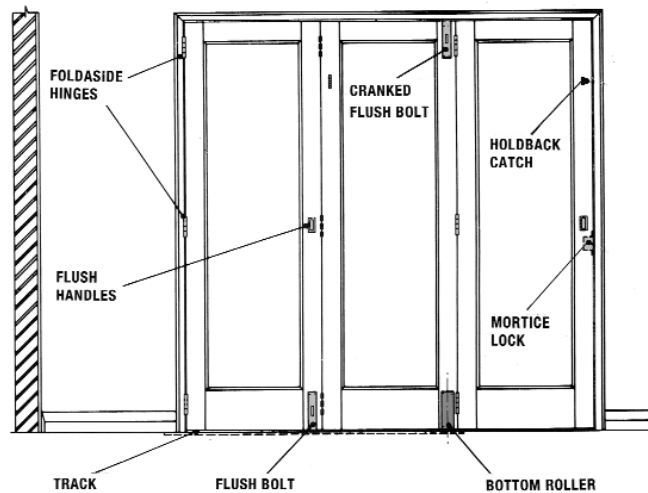 FOLDASIDE
HINGES
CRANKED
FLUSH BOLT
HOLDBACK
CATCH
FLUSH
HANDLES
MORTICE
LOCK
TRACK
FLUSH BOLT
BOTTOM ROLLER